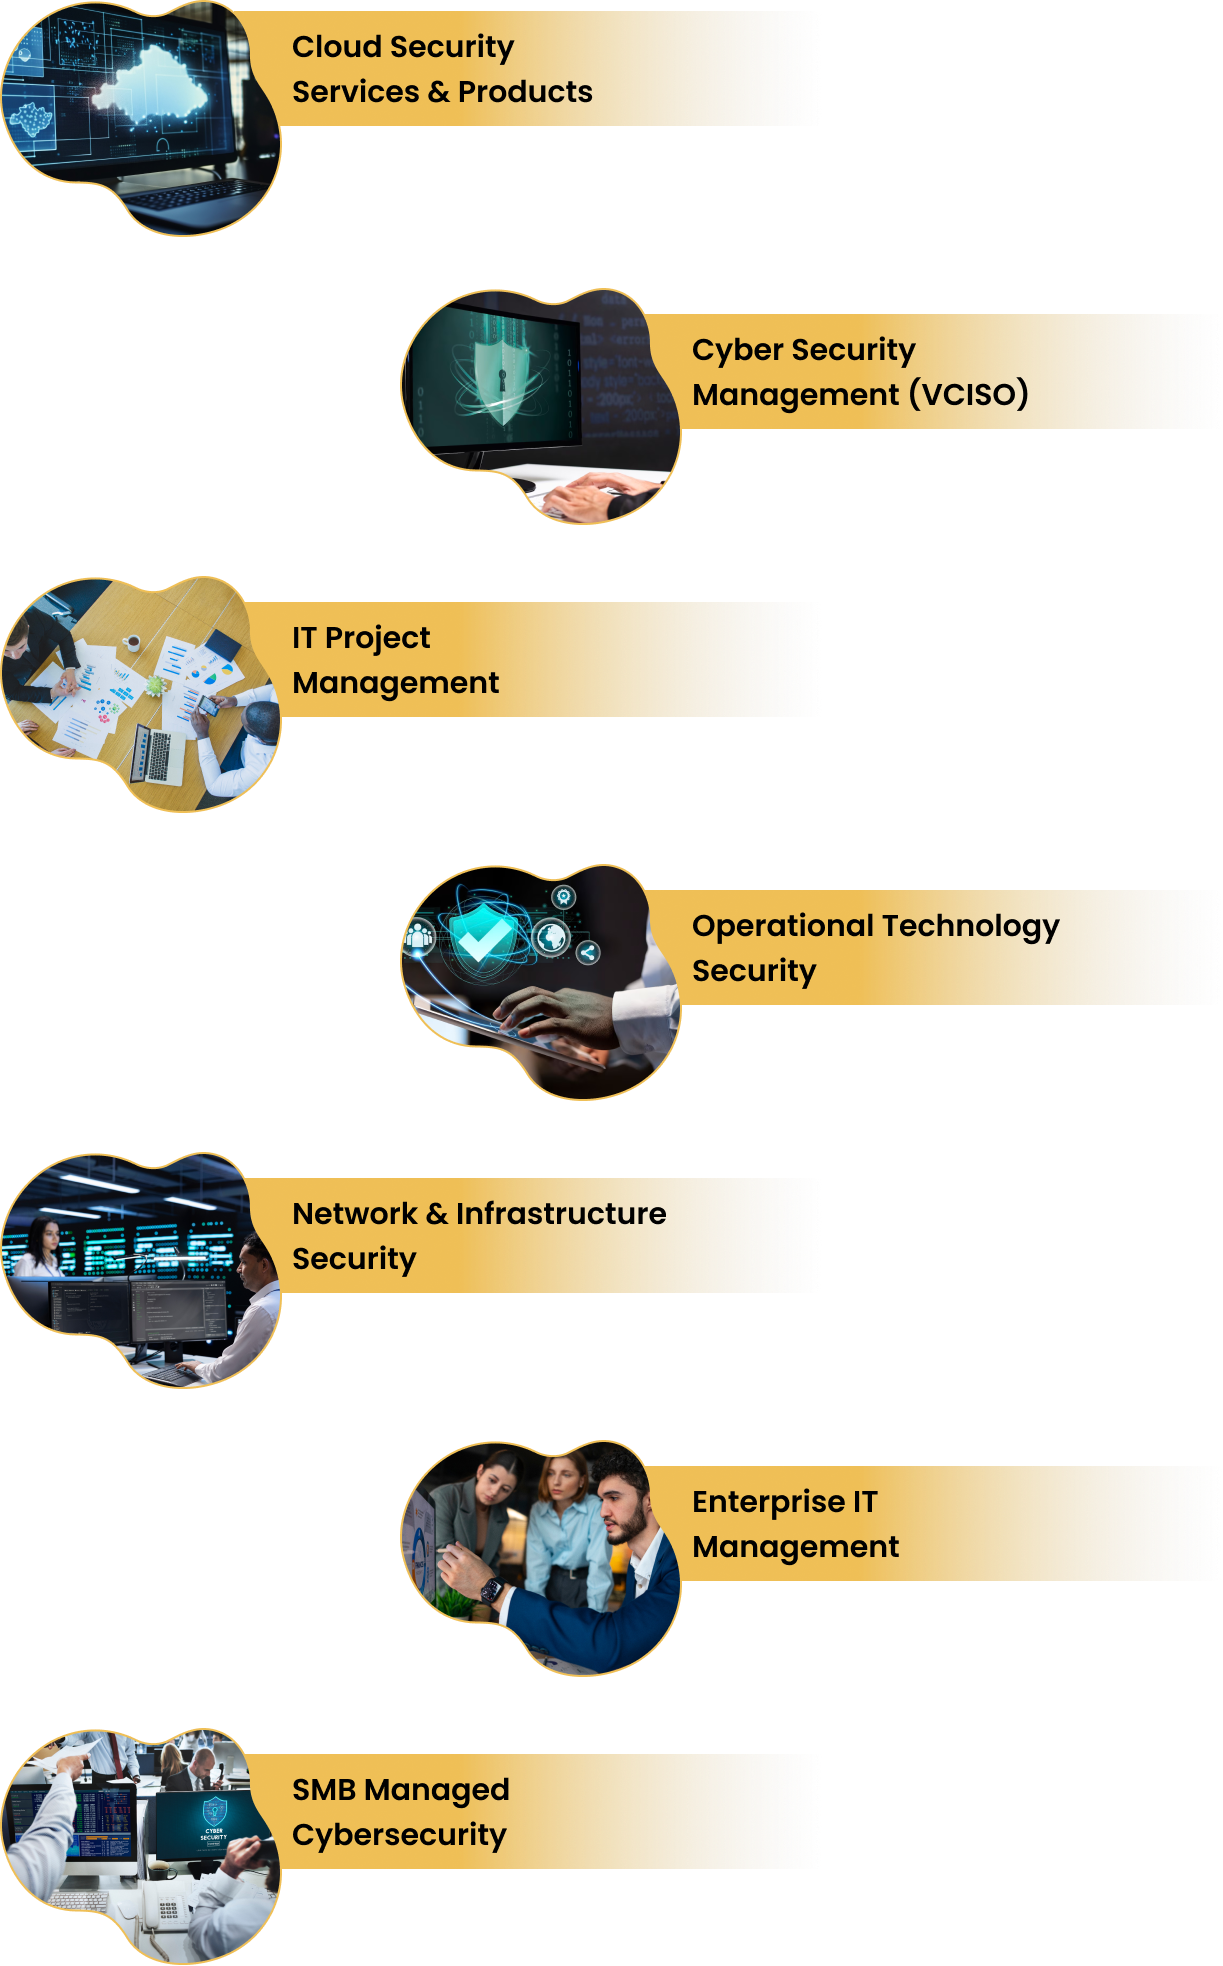 Cloud Security
Services & Products
Cyber Security
Management (VCISO)
IT Project
Management
Operational Technology
Security
Network & Infrastructure
Security
Enterprise IT
Management
SMB Managed
Cybersecurity
CYBER
SECURITY